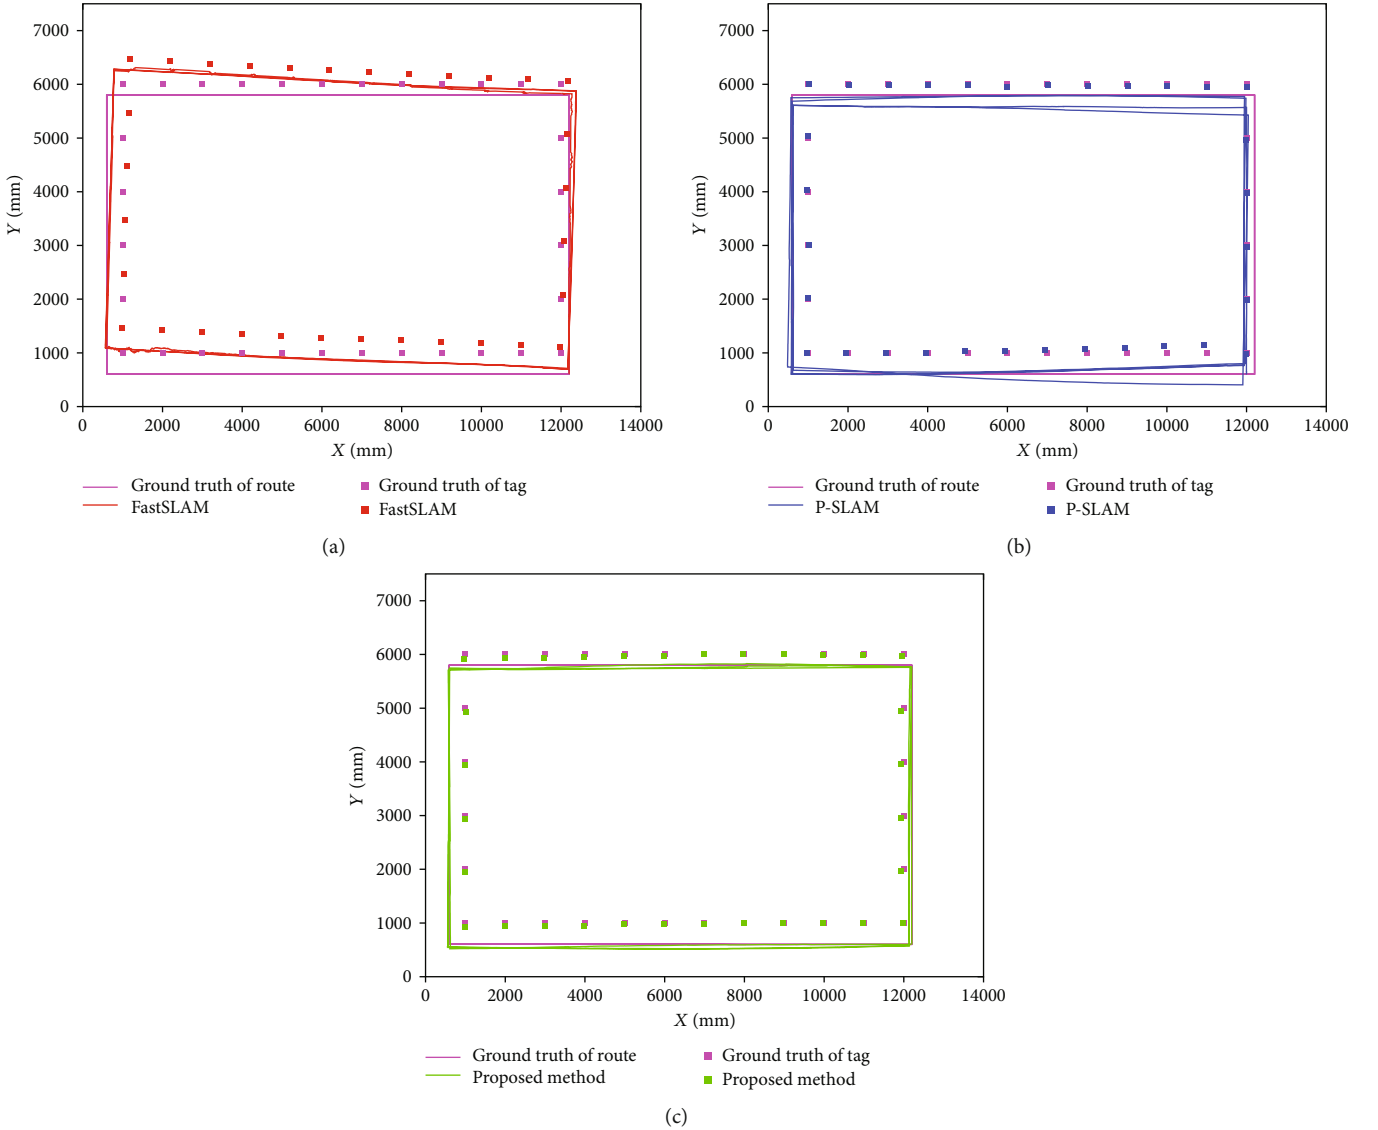 7000
6000
5000
4000
3000
2000
1000
0
Y (mm)
0 2000 4000 6000 8000 10000 12000 14000
X (mm)
Ground truth of route
FastSLAM
Ground truth of tag
FastSLAM
(a)
7000
6000
5000
4000
3000
2000
1000
0
Y (mm)
0 2000 4000 6000 8000 10000 12000 14000
X (mm)
Ground truth of route
P-SLAM
Ground truth of tag
P-SLAM
(b)
7000
6000
5000
4000
3000
2000
1000
0
Y (mm)
0 2000 4000 6000 8000 10000 12000 14000
X (mm)
Ground truth of route
Proposed method
Ground truth of tag
Proposed method
(c)